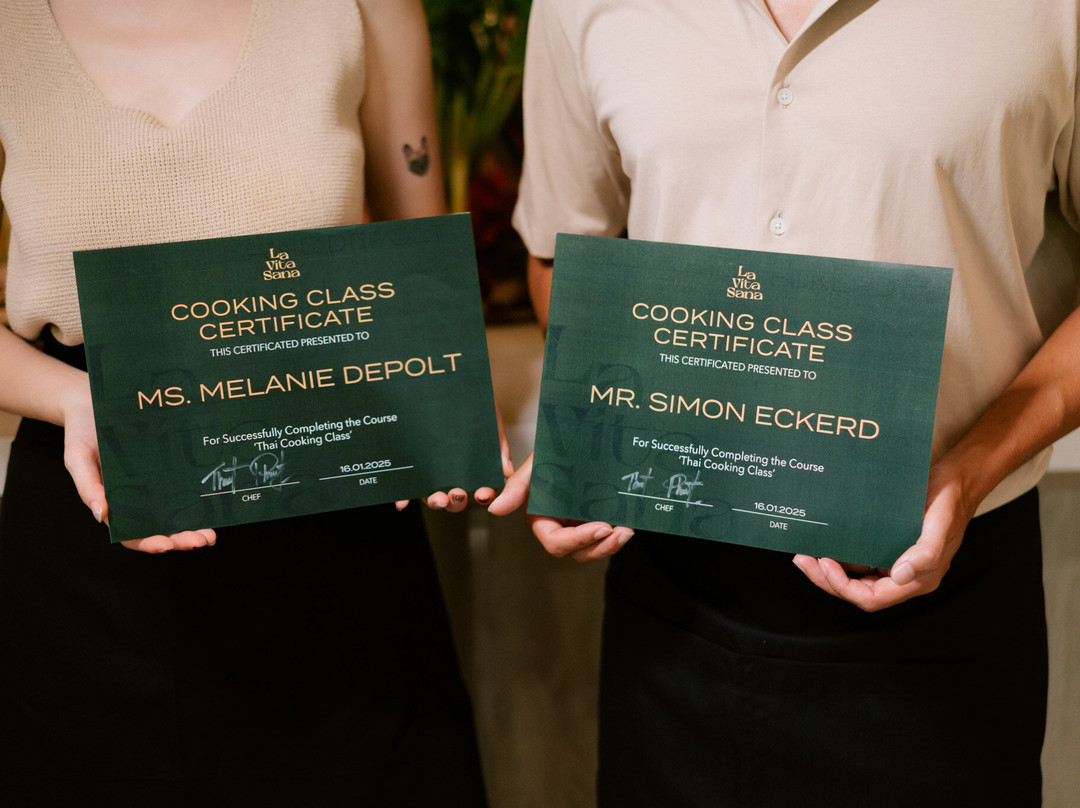 La
Vita
Sana
COOKING CLASS
CERTIFICATE
THIS CERTIFICATED PRESENTED TO
MS. MELANIE DEPOLT
For Successfully Completing the Course
'Thai Cooking Class'
16.01.2025
CHEF
DATE
La
Vita
Sana
COOKING CLASS
CERTIFICATE
THIS CERTIFICATED PRESENTED TO
MR. SIMON ECKERD
For Successfully Completing the Course
'Thai Cooking Class'
16.01.2025
CHEF
DATE